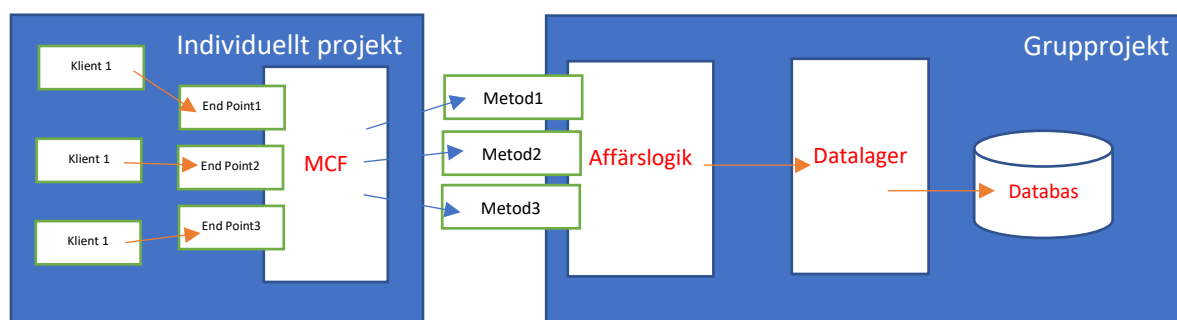 Individuellt projekt
Klient 1
End Point1
Klient 1
End Point2
Klient 1
End Point3
MCF
Metod1
Metod2
Metod3
Grupprojekt
Affärslogik
Datalager
Databas